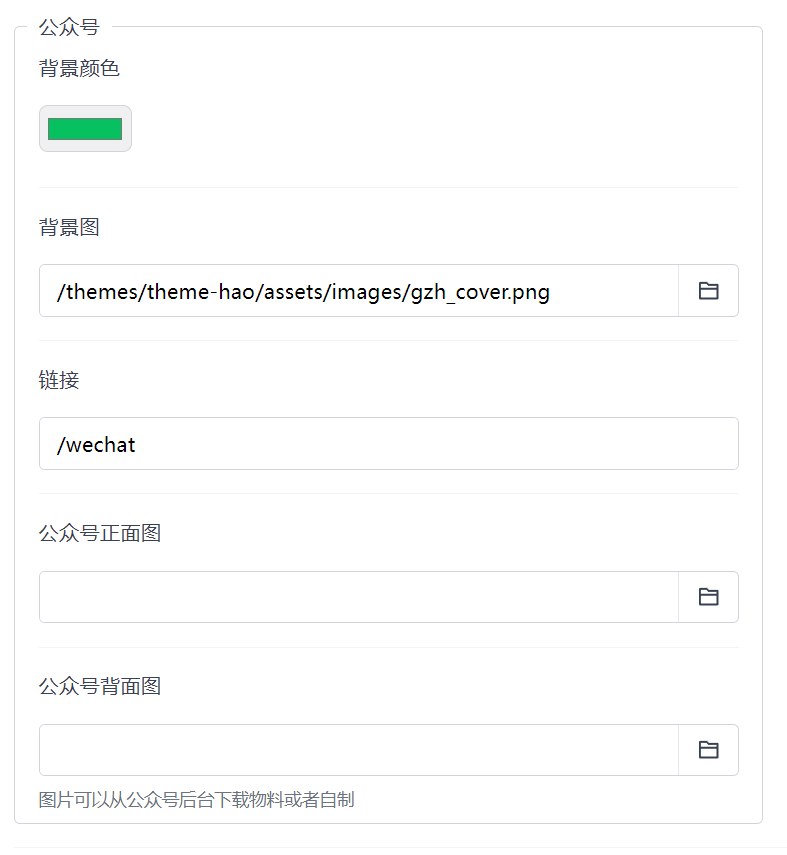 公众号
背景颜色
背景图
/themes/theme-hao/assets/images/gzh_cover.png
链接
/wechat
公众号正面图
公众号背面图
图片可以从公众号后台下载物料或者自制